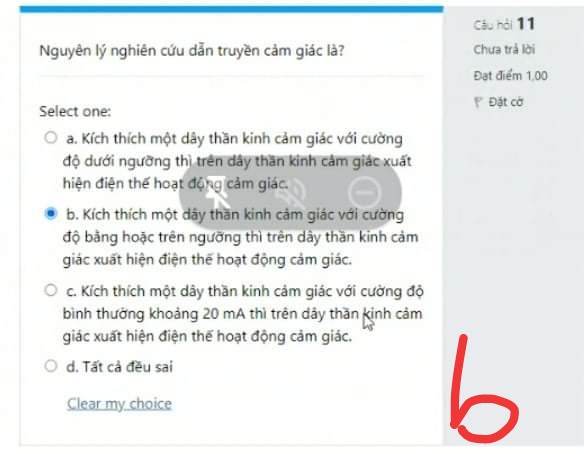 Câu hỏi 11
Chưa trả lời
Đạt điểm 1,00
Đặt cờ
Nguyên lý nghiên cứu dẫn truyền cảm giác là?
Select one:
a. Kích thích một dây thần kinh cảm giác với cường
độ dưới ngưỡng thì trên dây thần kinh cảm giác xuất
hiện điện thế hoạt động cảm giác.
b. Kích thích một dây thần kinh cảm giác với cường
độ bằng hoặc trên ngưỡng thì trên dây thần kinh cảm
giác xuất hiện điện thế hoạt động cảm giác.
c. Kích thích một dây thần kinh cảm giác với cường độ
bình thường khoảng 20 mA thì trên dây thần kinh cảm
giác xuất hiện điện thế hoạt động cảm giác.
d. Tất cả đều sai
Clear my choice
b